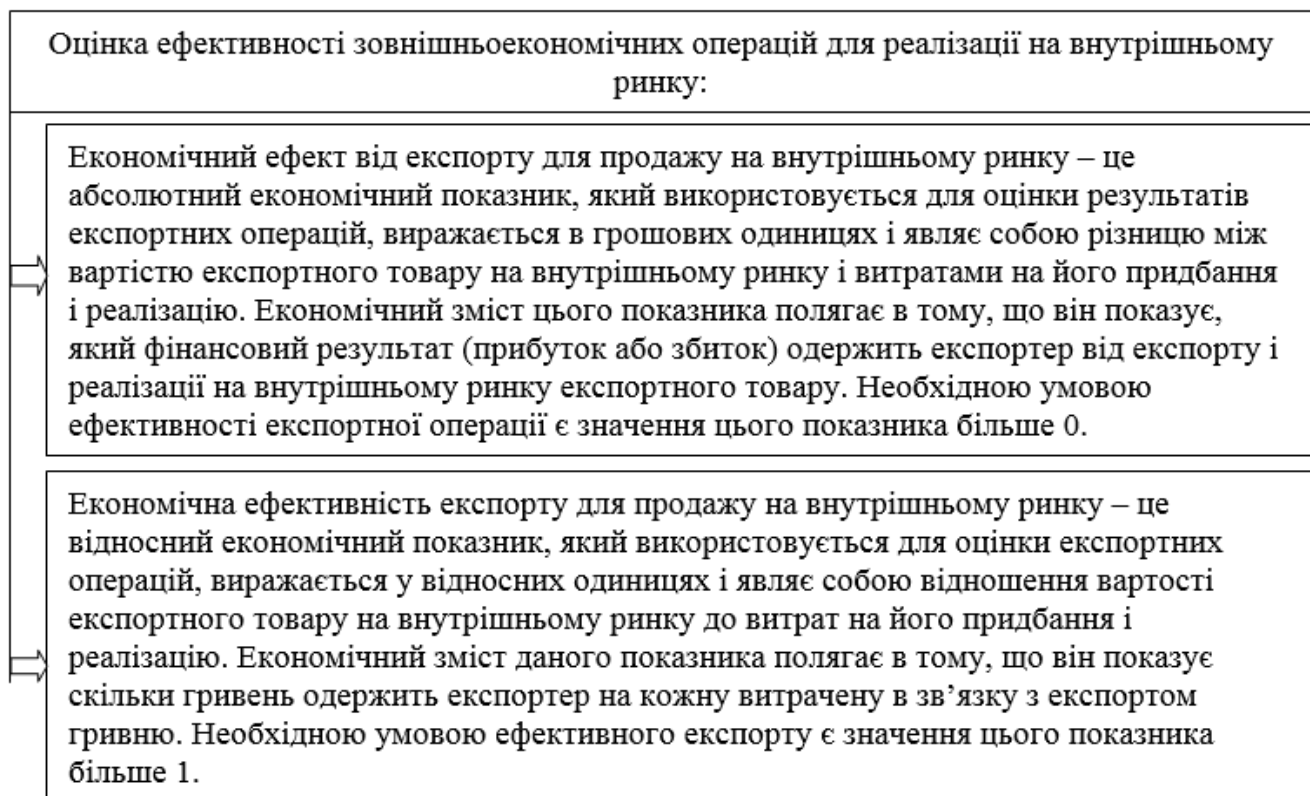 Оцінка ефективності зовнішньоекономічних операцій для реалізації на внутрішньому
ринку:
Економічний ефект від експорту для продажу на внутрішньому ринку – це
абсолютний економічний показник, який використовується для оцінки результатів
експортних операцій, виражається в грошових одиницях і являє собою різницю між
вартістю експортного товару на внутрішньому ринку і витратами на його придбання
і реалізацію. Економічний зміст цього показника полягає в тому, що він показує,
який фінансовий результат (прибуток або збиток) одержить експортер від експорту і
реалізації на внутрішньому ринку експортного товару. Необхідною умовою
ефективності експортної операції є значення цього показника більше 0.
Економічна ефективність експорту для продажу на внутрішньому ринку – це
відносний економічний показник, який використовується для оцінки експортних
операцій, виражається у відносних одиницях і являє собою відношення вартості
експортного товару на внутрішньому ринку до витрат на його придбання і
реалізацію. Економічний зміст даного показника полягає в тому, що він показує
скільки гривень одержить експортер на кожну витрачену в зв’язку з експортом
гривню. Необхідною умовою ефективного експорту є значення цього показника
більше 1.